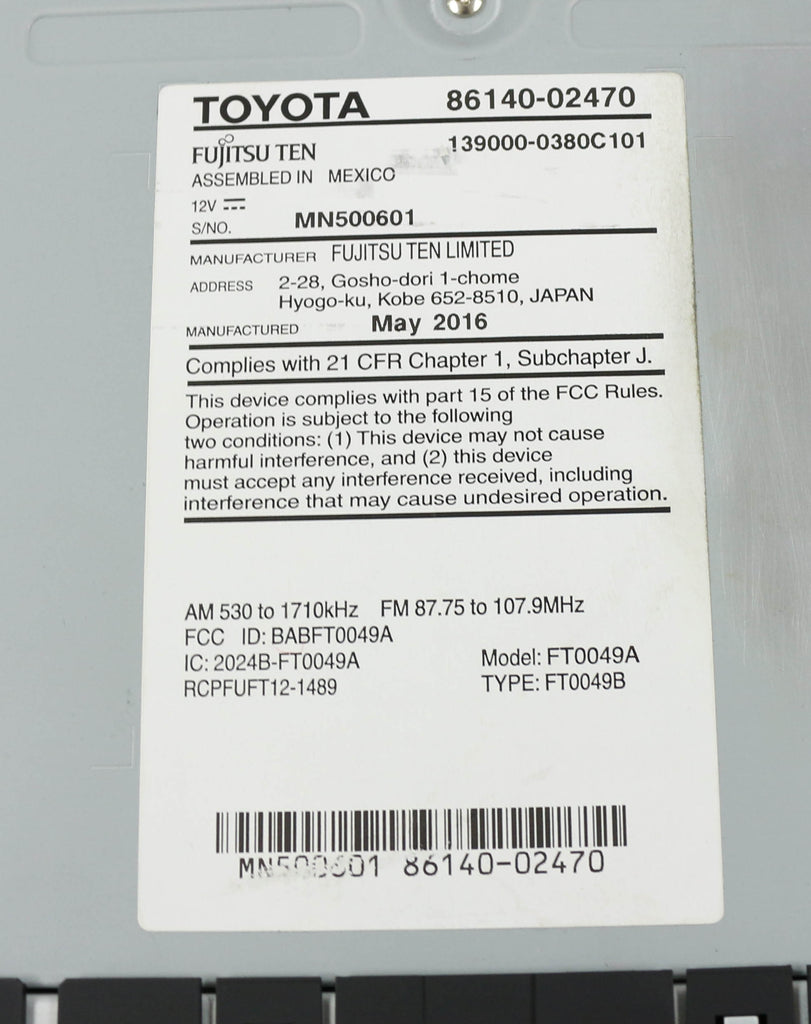 TOYOTA 86140-02470
FUJITSU TEN 139000-0380C101
ASSEMBLED IN MEXICO
12V
S/NO. MN500601
MANUFACTURER FUJITSU TEN LIMITED
ADDRESS 2-28, Gosho-dori 1-chome
Hyogo-ku, Kobe 652-8510, JAPAN
MANUFACTURED May 2016
Complies with 21 CFR Chapter 1, Subchapter J.
This device complies with part 15 of the FCC Rules.
Operation is subject to the following
two conditions: (1) This device may not cause
harmful interference, and (2) this device
must accept any interference received, including
interference that may cause undesired operation.
AM 530 to 1710kHz FM 87.75 to 107.9MHz
FCC ID: BABFT0049A
IC: 2024B-FT0049A Model: FT0049A
RCPFUFT12-1489 TYPE: FT0049B
MN500601 86140-02470